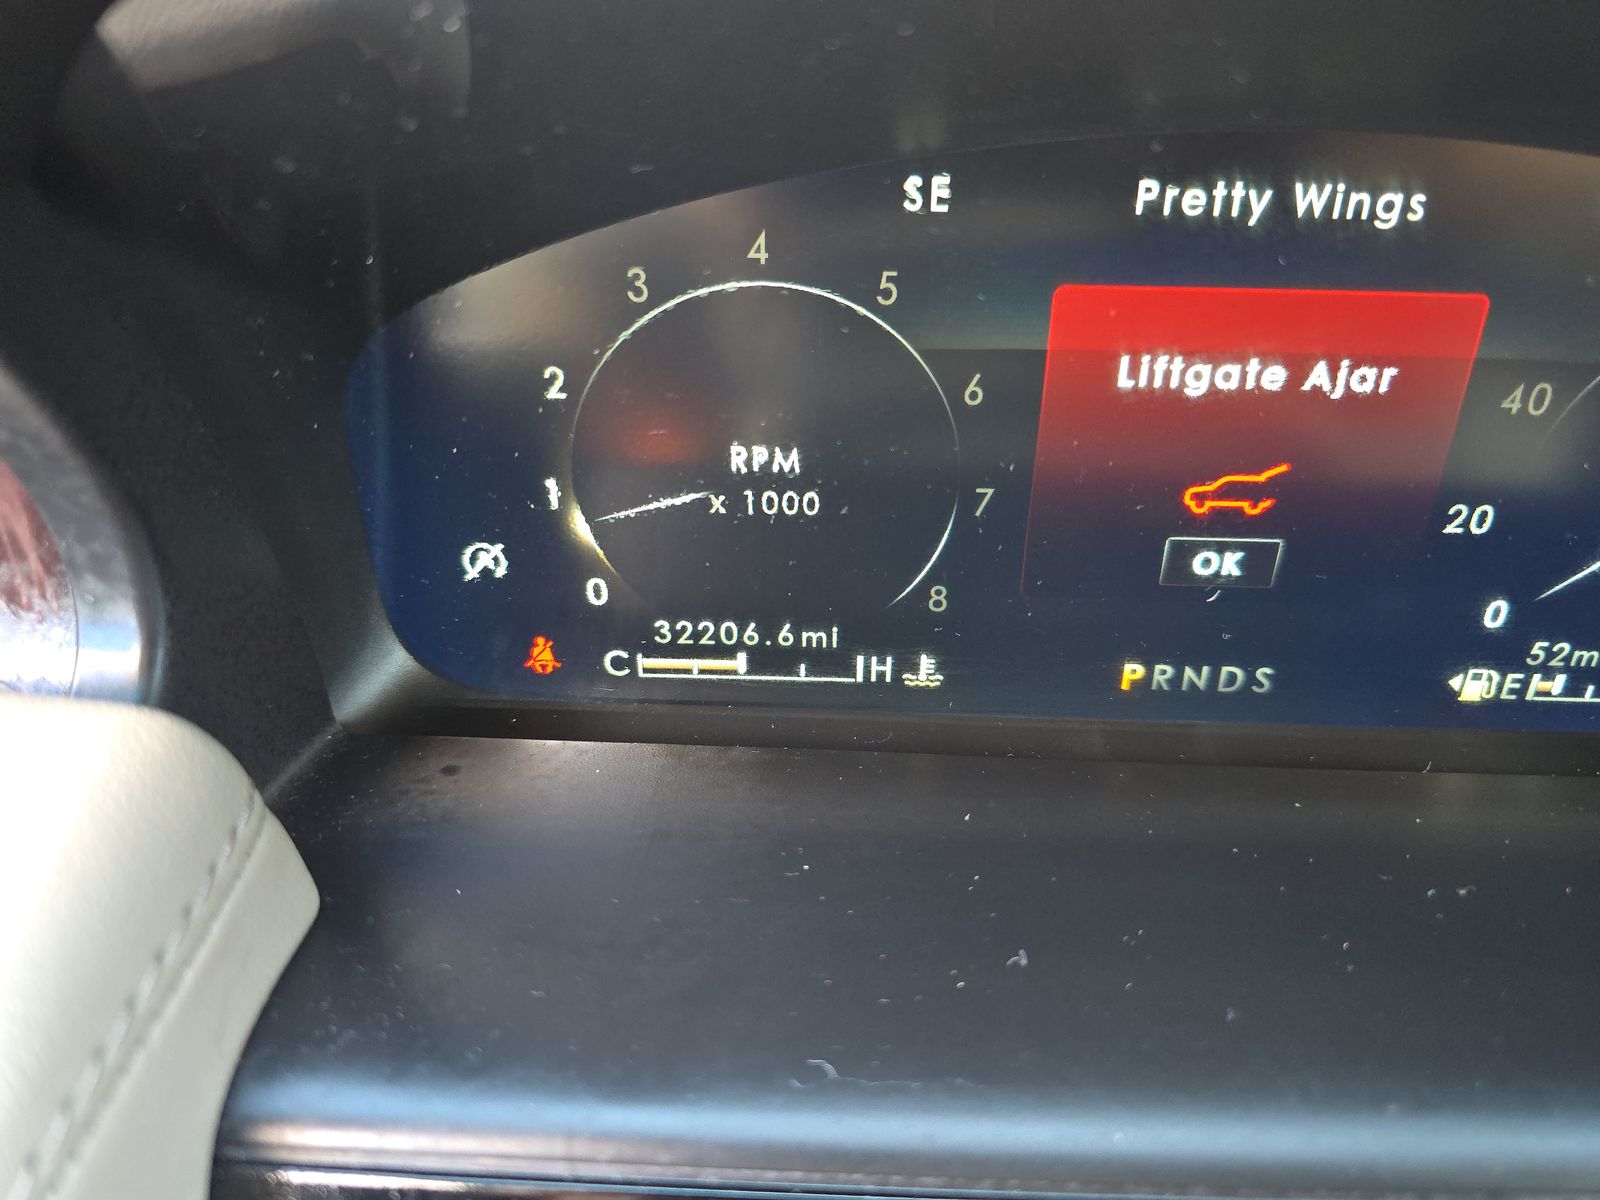 SE
Pretty Wings
4
3
5
2
6
1
7
0
8
RPM
x 1000
Liftgate Ajar
OK
40
20
0
32206.6mi
C H
PRNDS
52m
E